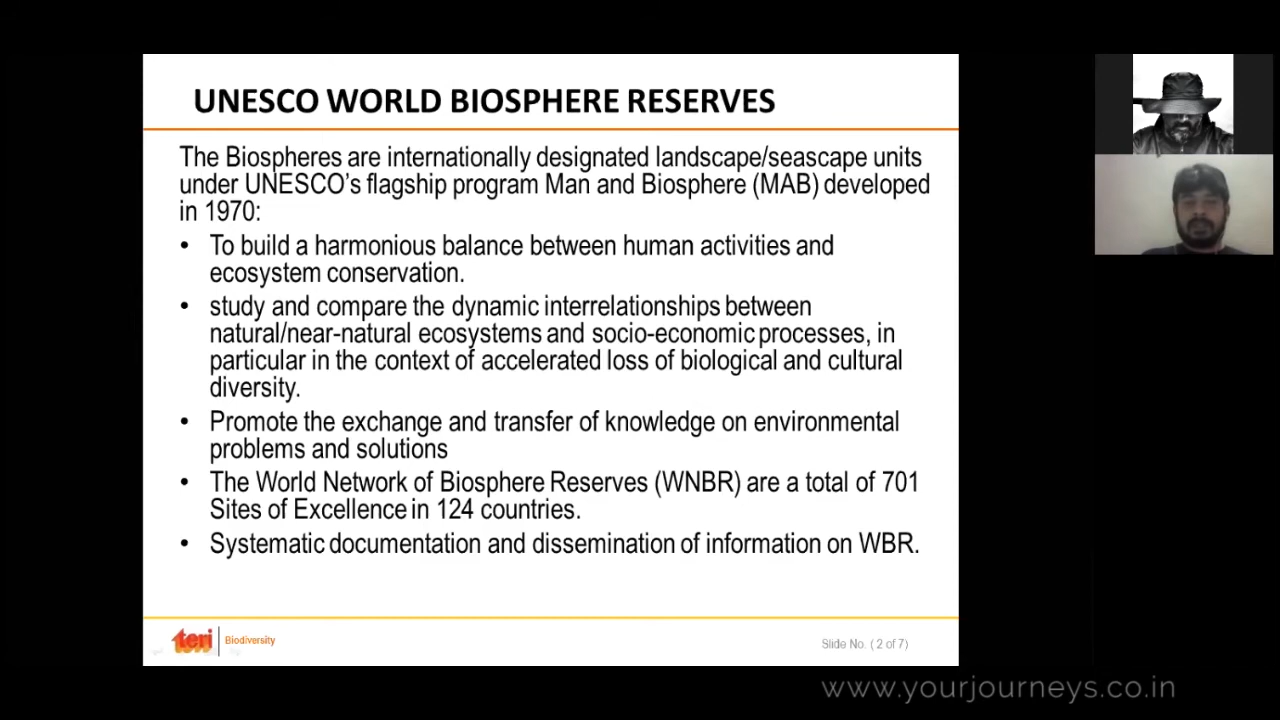 UNESCO WORLD BIOSPHERE RESERVES
The Biospheres are internationally designated landscape/seascape units
under UNESCO's flagship program Man and Biosphere (MAB) developed
in 1970:
• To build a harmonious balance between human activities and
ecosystem conservation.
• study and compare the dynamic interrelationships between
natural/near-natural ecosystems and socio-economic processes, in
particular in the context of accelerated loss of biological and cultural
diversity.
• Promote the exchange and transfer of knowledge on environmental
problems and solutions
• The World Network of Biosphere Reserves (WNBR) are a total of 701
Sites of Excellence in 124 countries.
• Systematic documentation and dissemination of information on WBR.
teri Biodiversity
Slide No. ( 2 of 7)
www.yourjourneys.co.in